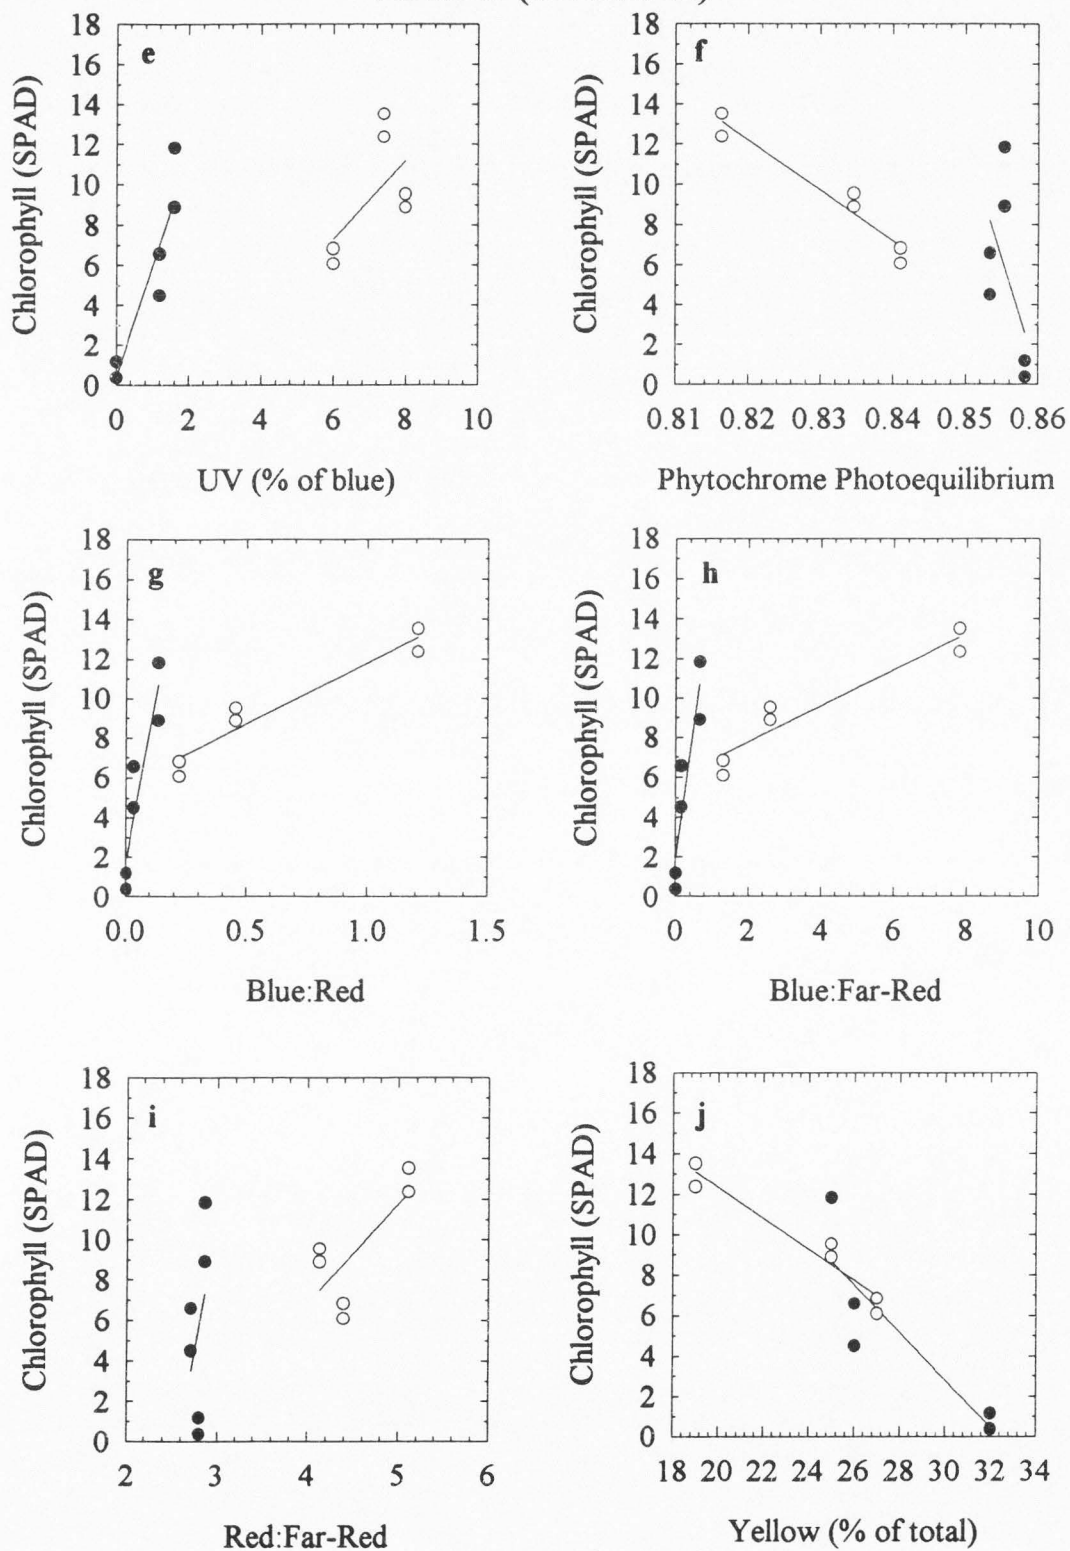 e
Chlorophyll (SPAD)
18
16
14
12
10
8
6
4
2
0
0 2 4 6 8 10
UV (% of blue)
f
Chlorophyll (SPAD)
18
16
14
12
10
8
6
4
2
0
0.81 0.82 0.83 0.84 0.85 0.86
Phytochrome Photoequilibrium
g
Chlorophyll (SPAD)
18
16
14
12
10
8
6
4
2
0
0.0 0.5 1.0 1.5
Blue:Red
h
Chlorophyll (SPAD)
18
16
14
12
10
8
6
4
2
0
0 2 4 6 8 10
Blue:Far-Red
i
Chlorophyll (SPAD)
18
16
14
12
10
8
6
4
2
0
2 3 4 5 6
Red:Far-Red
j
Chlorophyll (SPAD)
18
16
14
12
10
8
6
4
2
0
18 20 22 24 26 28 30 32 34
Yellow (% of total)